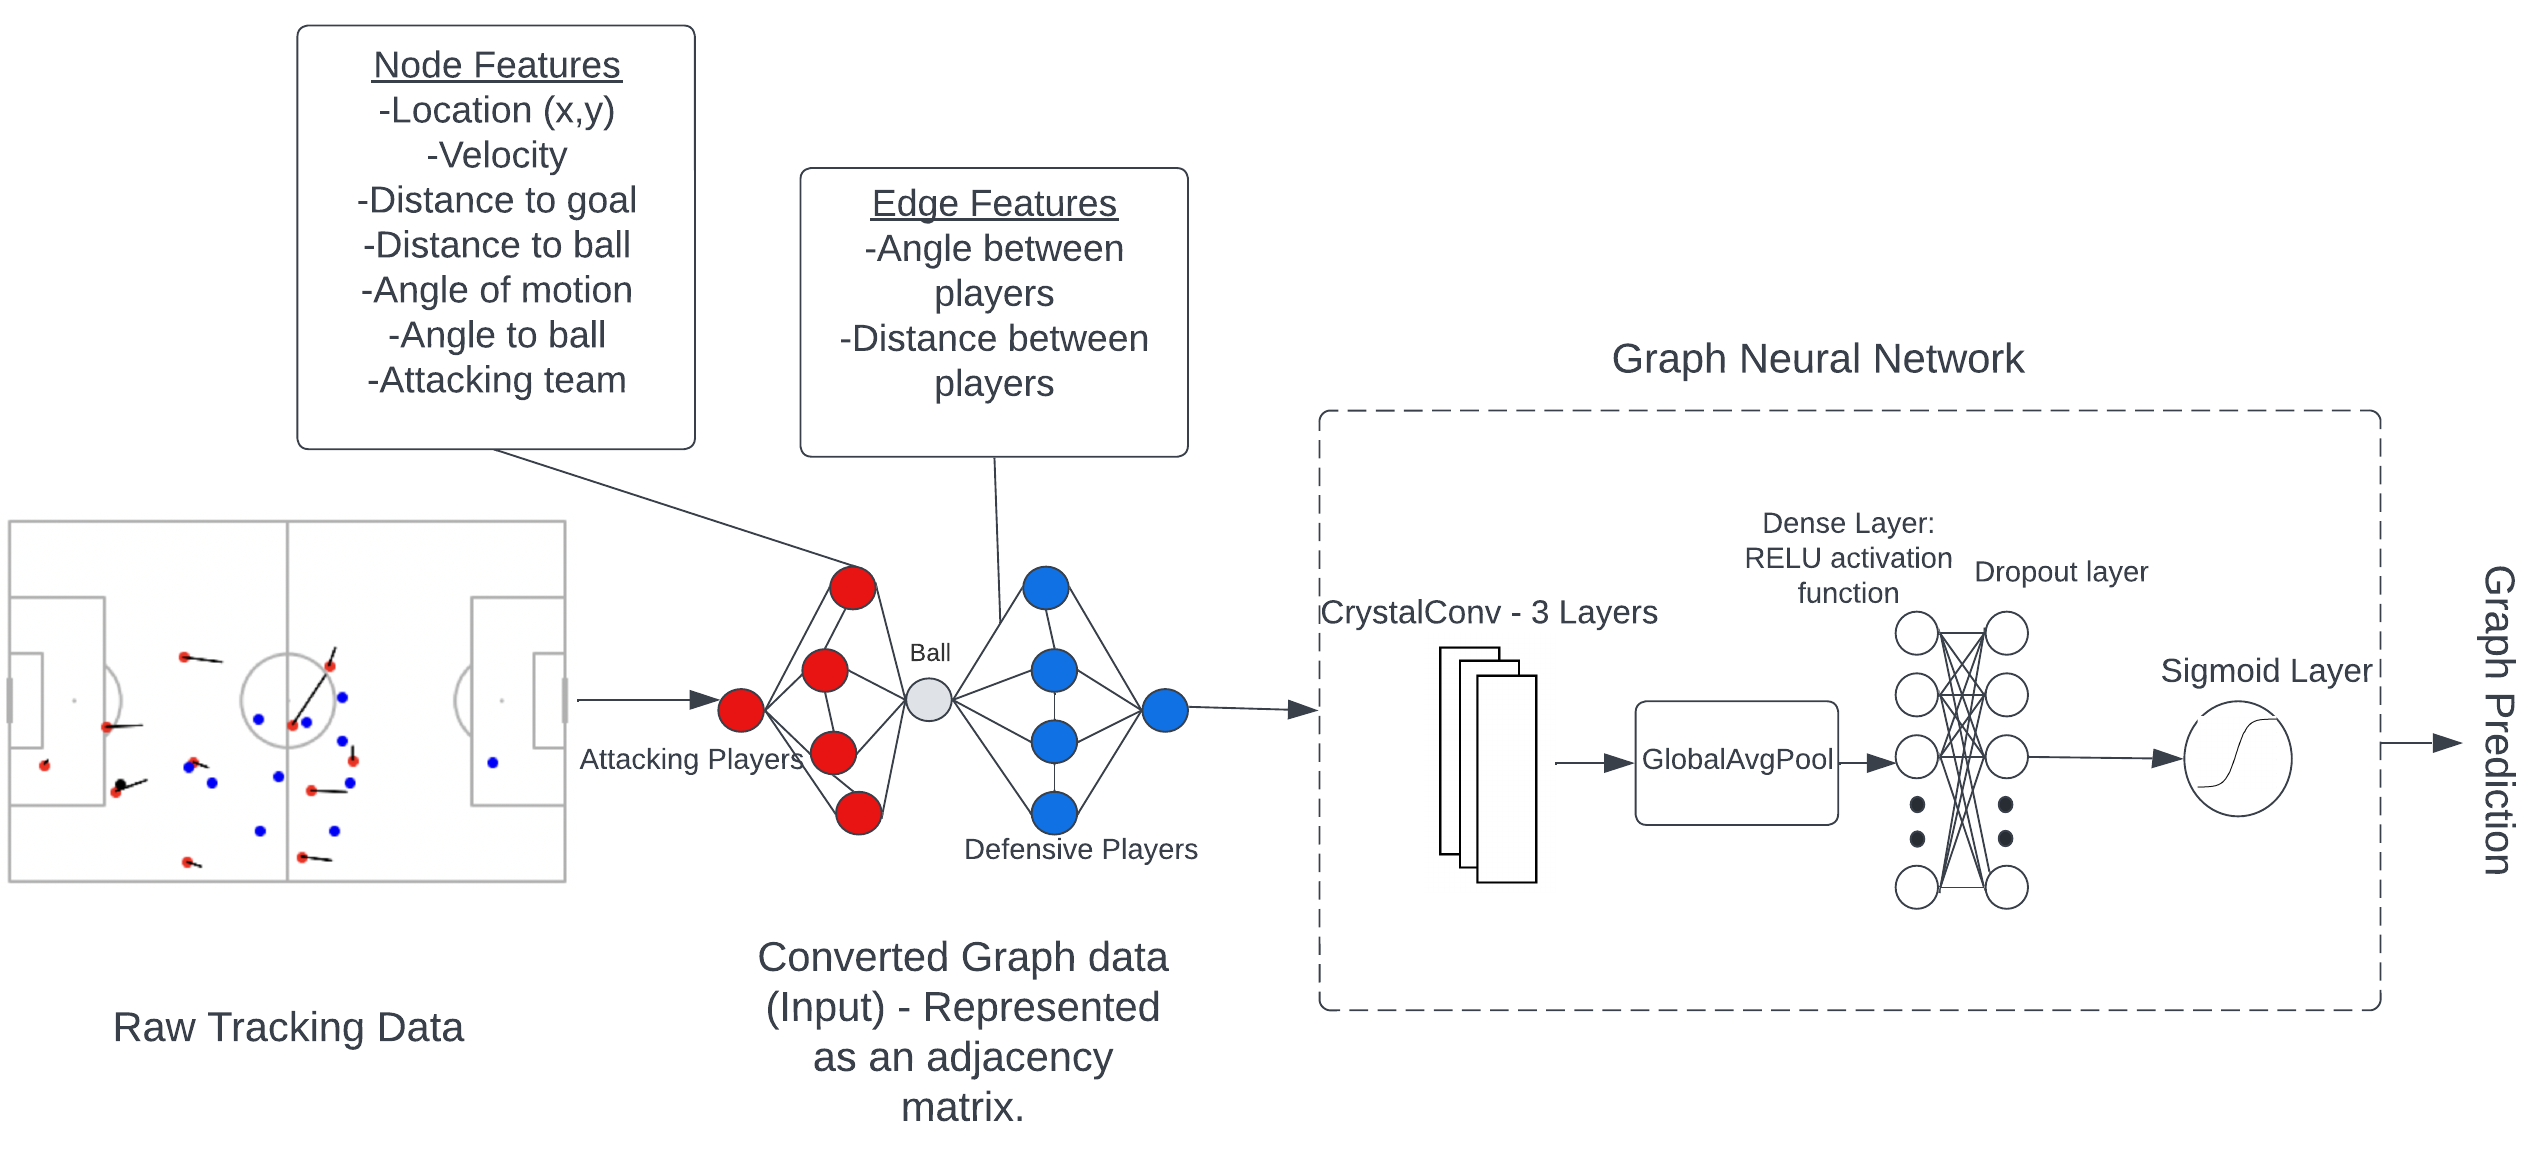 Node Features
-Location (x,y)
-Velocity
-Distance to goal
-Distance to ball
-Angle of motion
-Angle to ball
-Attacking team
Edge Features
-Angle between
players
-Distance between
players
Raw Tracking Data
Attacking Players
Ball
Defensive Players
Converted Graph data
(Input) - Represented
as an adjacency
matrix.
Graph Neural Network
CrystalConv - 3 Layers
GlobalAvgPool
Dense Layer:
RELU activation
function
Dropout layer
Sigmoid Layer
Graph Prediction